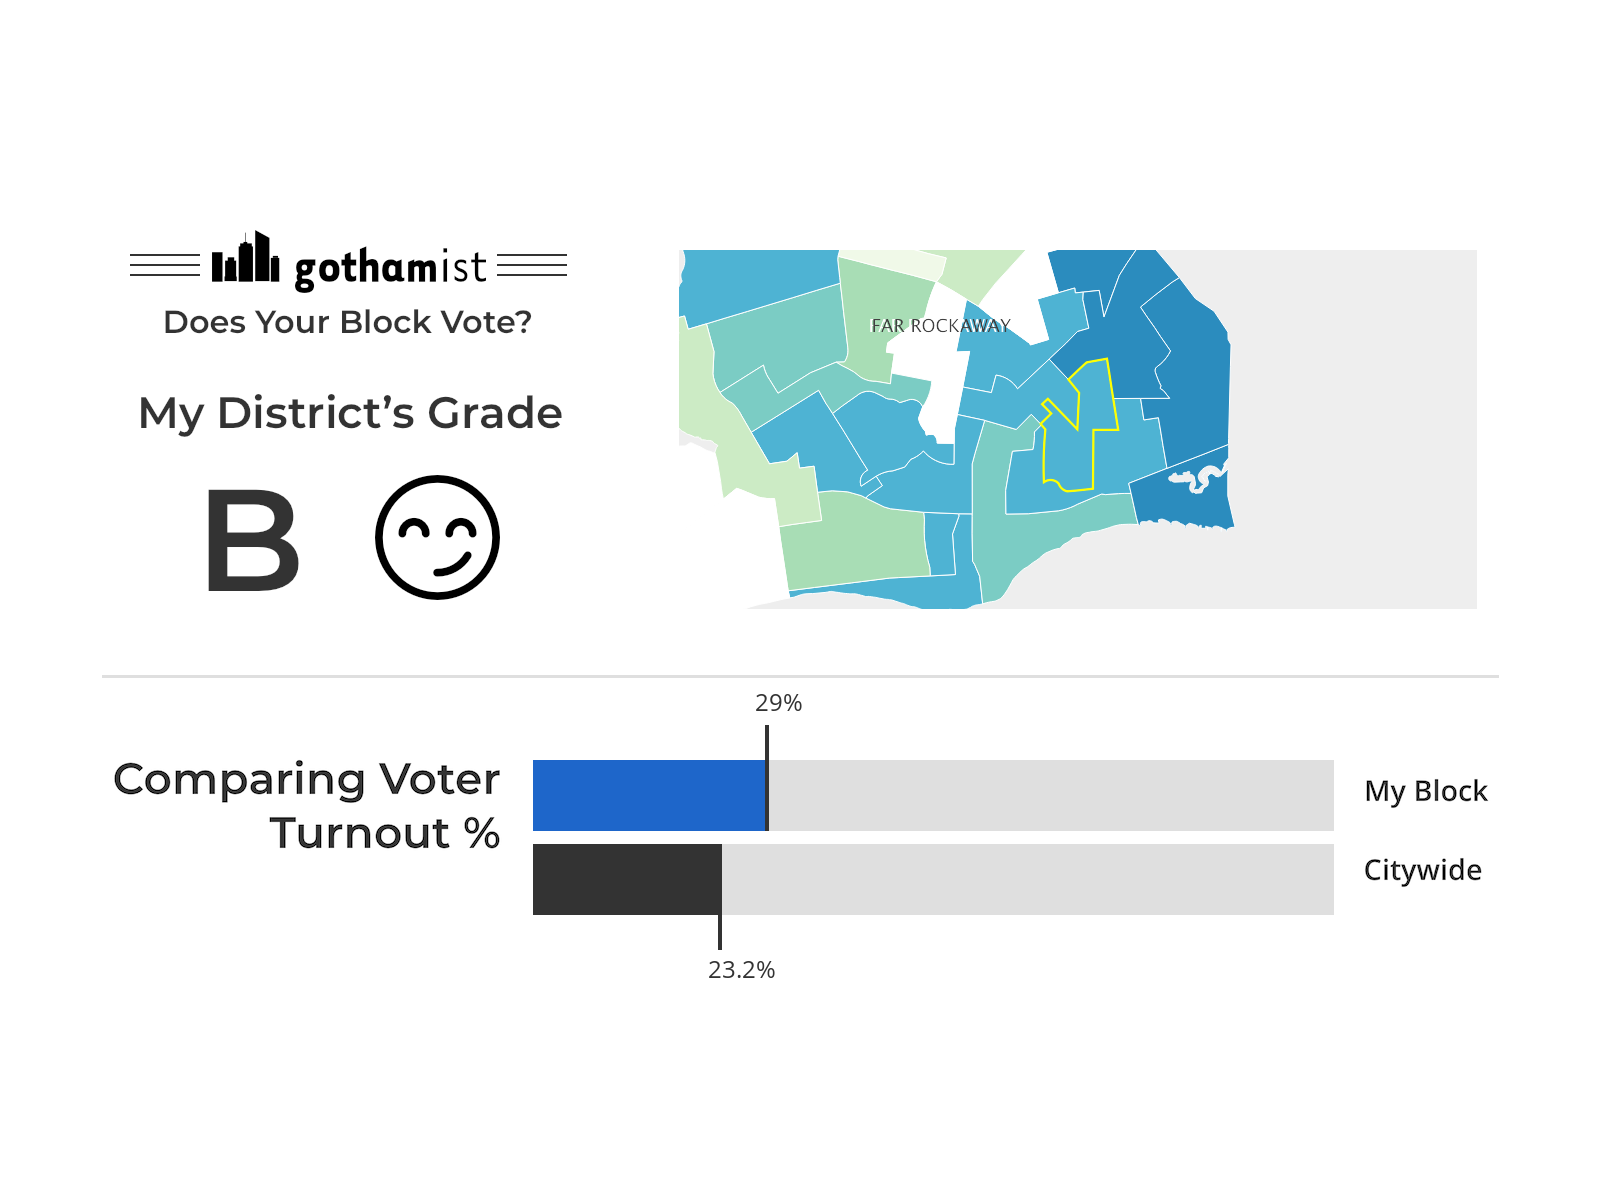 gothamist
Does Your Block Vote?
My District's Grade
B
FAR ROCKAWAY
29%
Comparing Voter
Turnout %
My Block
Citywide
23.2%